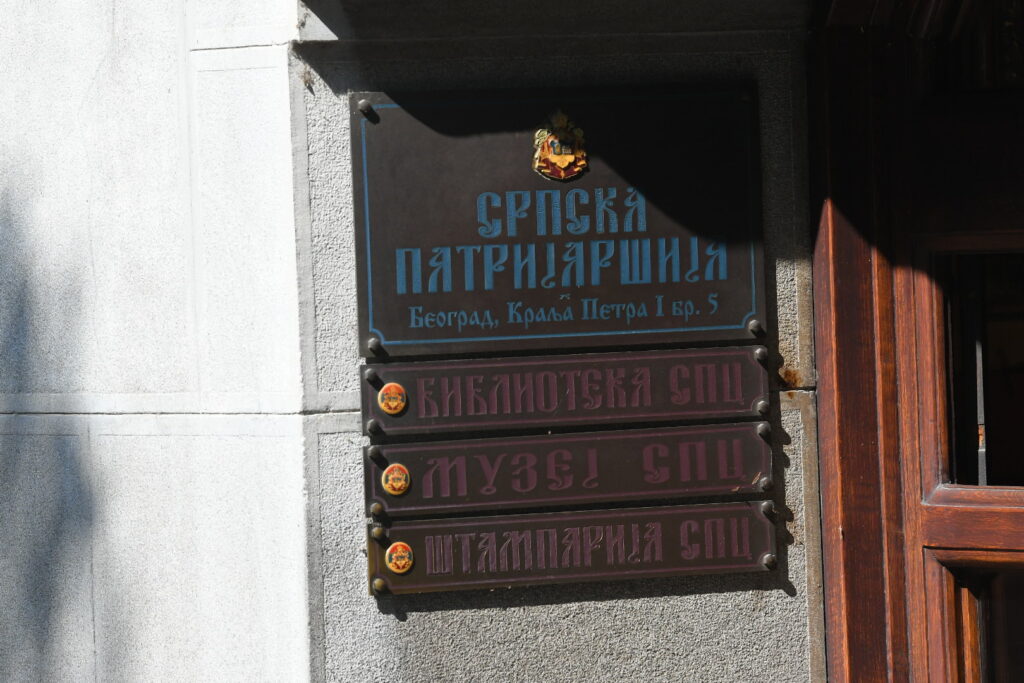 СРПСКА
ПАТРИЈАРШИЈА
Београд, Краља Петра I бр. 5
БИБЛИОТЕКА СПЦ
МУЗЕЈ СПЦ
ШТАМПАРИЈА СПЦ